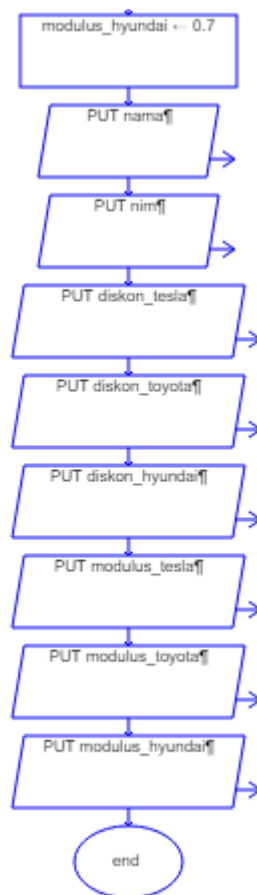 modulus_hyundai ← 0.7
PUT nama¶
PUT nim¶
PUT diskon_tesla¶
PUT diskon_toyota¶
PUT diskon_hyundai¶
PUT modulus_tesla¶
PUT modulus_toyota¶
PUT modulus_hyundai¶
end